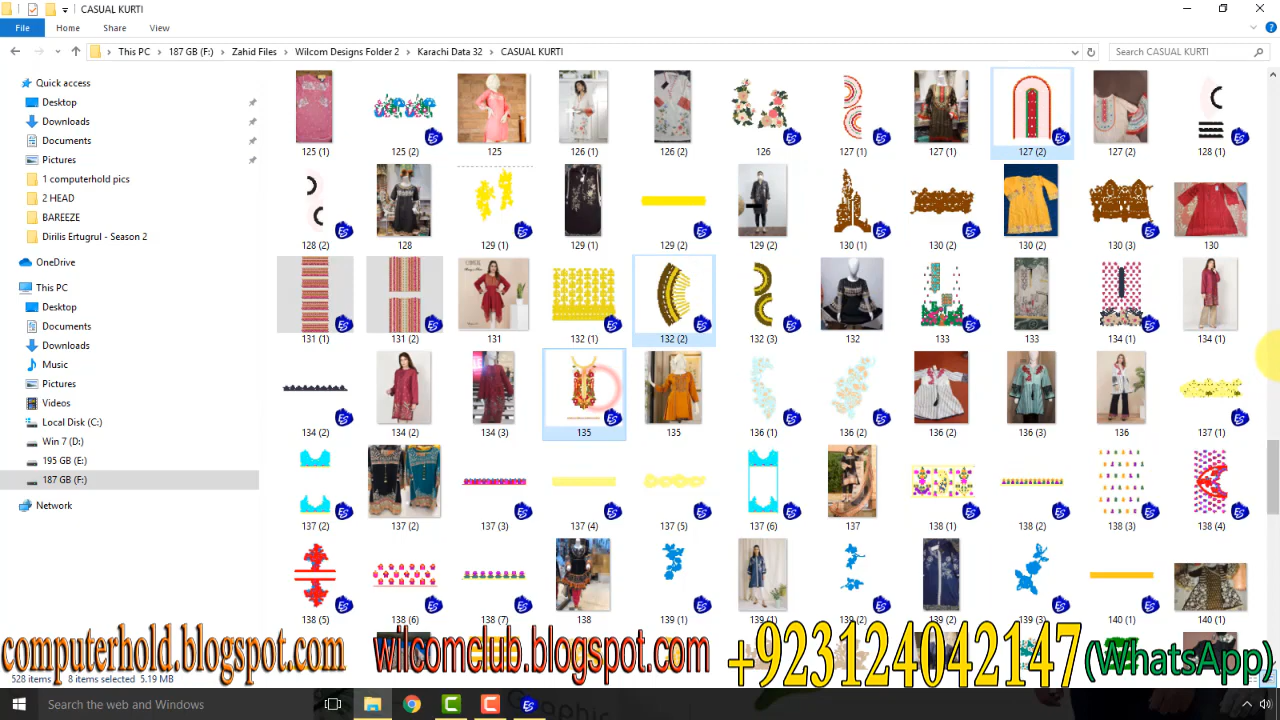 CASUAL KURTI
File Home Share View
This PC > 187 GB (F:) > Zahid Files > Wilcom Designs Folder 2 > Karachi Data 32 > CASUAL KURTI
Search CASUAL KURTI
Quick access
Desktop
Downloads
Documents
Pictures
1 computerhold pics
2 HEAD
BAREEZE
Dirilis Ertugrul - Season 2
OneDrive
This PC
Desktop
Documents
Downloads
Music
Pictures
Videos
Local Disk (C:)
Win 7 (D:)
195 GB (E:)
187 GB (F:)
Network
125 (1) 125 (2) 125 126 (1) 126 (2) 126 127 (1) 127 (1) 127 (2) 127 (2) 128 (1)
128 (2) 128 129 (1) 129 (1) 129 (2) 129 (2) 130 (1) 130 (2) 130 (2) 130 (3) 130
131 (1) 131 (2) 131 132 (1) 132 (2) 132 (3) 132 133 133 134 (1) 134 (1)
134 (2) 134 (2) 134 (3) 135 135 136 (1) 136 (2) 136 (2) 136 (3) 136 137 (1)
137 (2) 137 (2) 137 (3) 137 (4) 137 (5) 137 (6) 137 138 (1) 138 (2) 138 (3) 138 (4)
138 (5) 138 (6) 138 (7) 138 139 (1) 139 (1) 139 (2) 139 (2) 139 (3) 140 (1) 140 (1)
computerhold.blogspot.com wilcomclub.blogspot.com +923124042147 (WhatsApp)
528 items 8 items selected 5.19 MB
Search the web and Windows